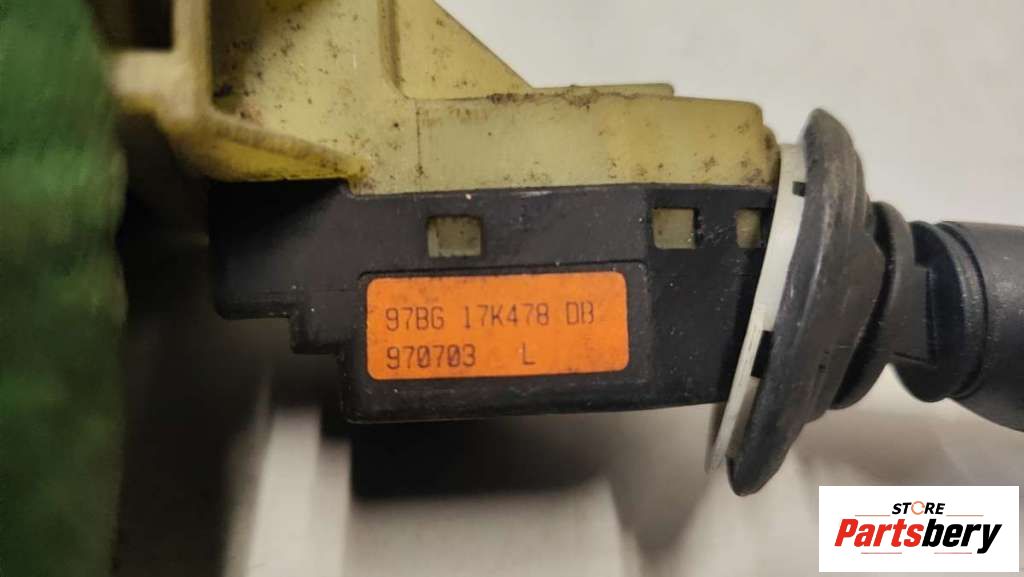 97BG 17K478 DB
970703 L
STORE
Partsbery